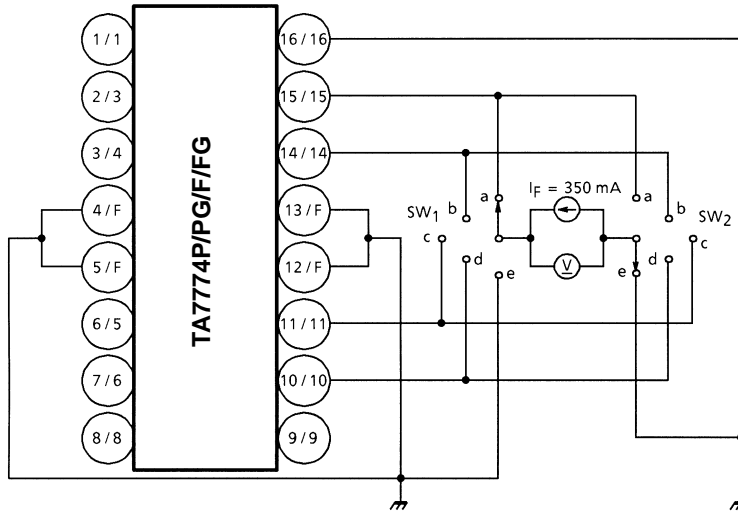 1 / 1
16 / 16
2 / 3
15 / 15
3 / 4
14 / 14
4 / F
13 / F
5 / F
12 / F
6 / 5
11 / 11
7 / 6
10 / 10
8 / 8
9 / 9
TA7774P/PG/F/FG
SW1
a
b
c
d
e
IF = 350 mA
V
a
b
c
d
e
SW2